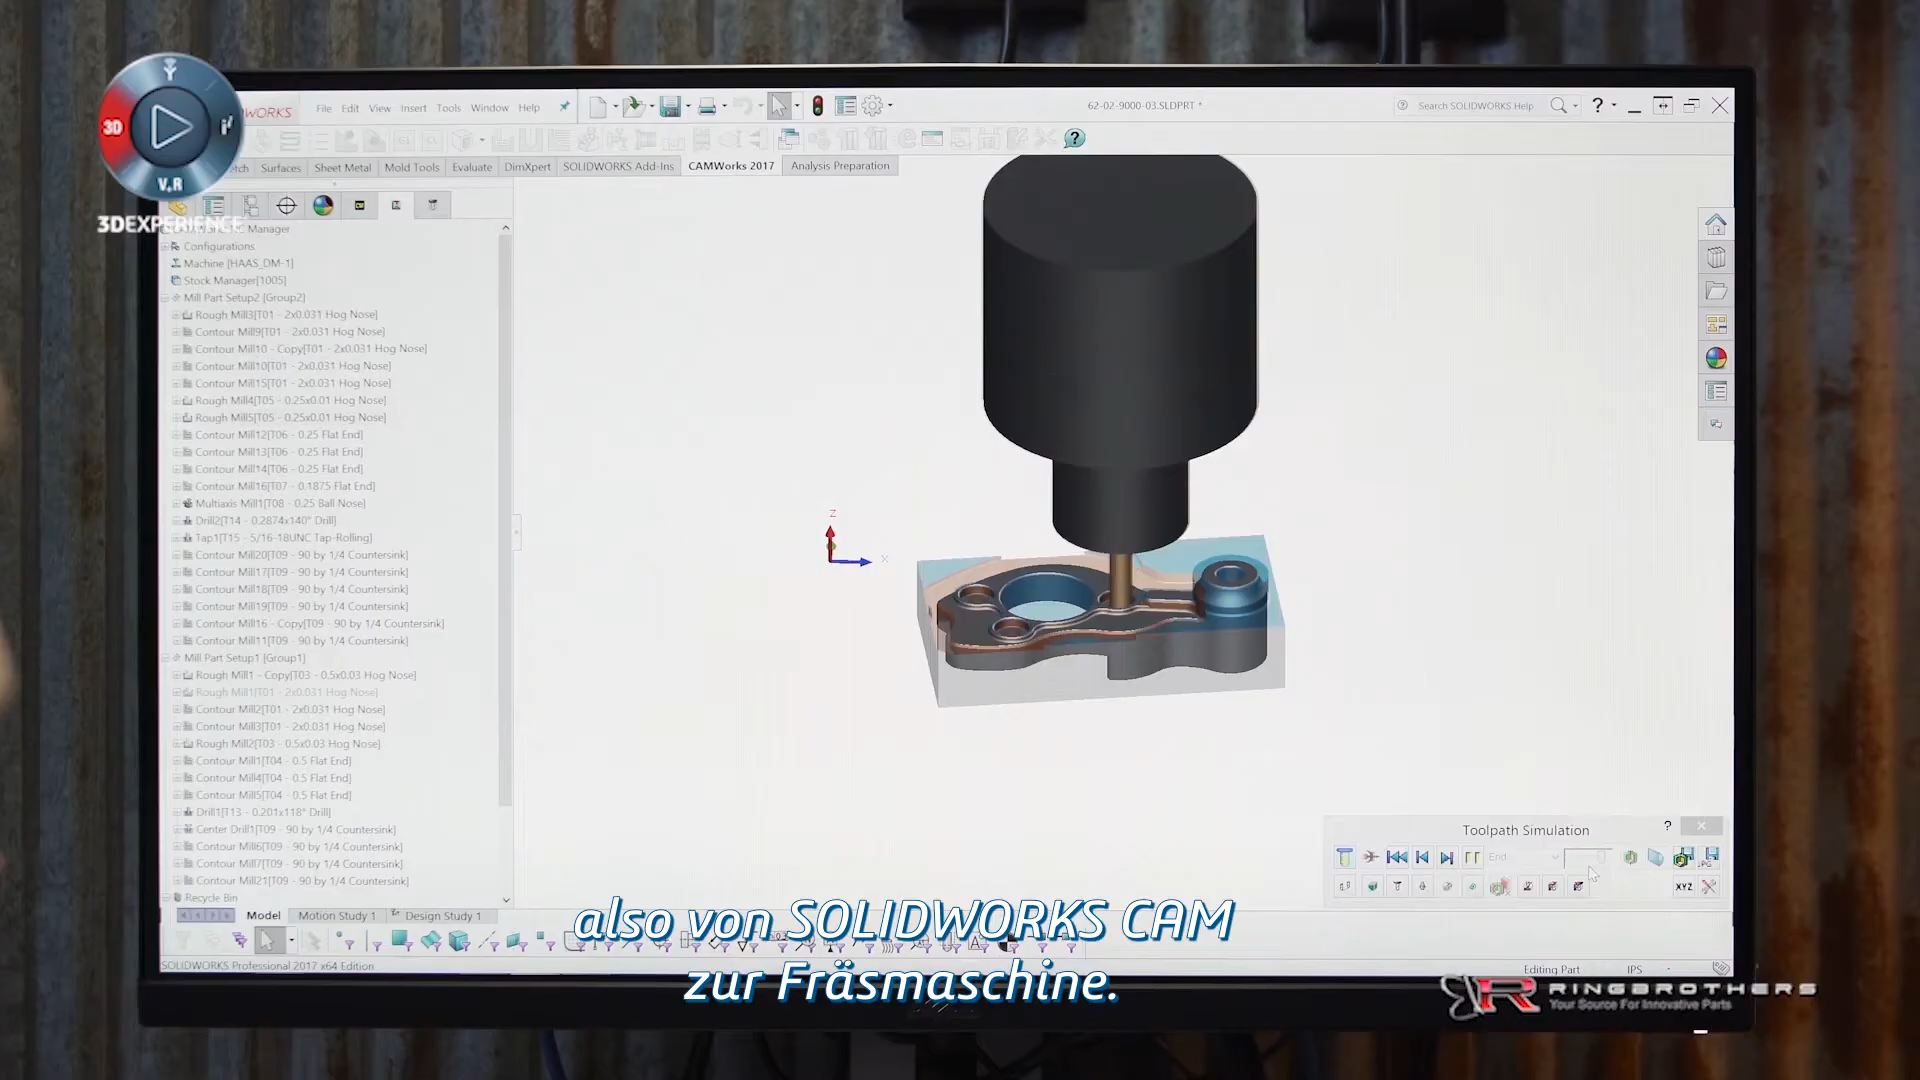 3D
V,R
3DEXPERIENCE
WORKS
File Edit View Insert Tools Window Help
62-02-9000-03.SLDPRT *
Search SOLIDWORKS Help
Surfaces Sheet Metal Mold Tools Evaluate DimXpert SOLIDWORKS Add-Ins CAMWorks 2017 Analysis Preparation
Manager
Configurations
Machine [HAAS_DM-1]
Stock Manager[1005]
Mill Part Setup2 [Group2]
Rough Mill3[T01 - 2x0.031 Hog Nose]
Contour Mill9[T01 - 2x0.031 Hog Nose]
Contour Mill10 - Copy[T01 - 2x0.031 Hog Nose]
Contour Mill10[T01 - 2x0.031 Hog Nose]
Contour Mill15[T01 - 2x0.031 Hog Nose]
Rough Mill4[T05 - 0.25x0.01 Hog Nose]
Rough Mill5[T05 - 0.25x0.01 Hog Nose]
Contour Mill12[T06 - 0.25 Flat End]
Contour Mill13[T06 - 0.25 Flat End]
Contour Mill14[T06 - 0.25 Flat End]
Contour Mill16[T07 - 0.1875 Flat End]
Multiaxis Mill1[T08 - 0.25 Ball Nose]
Drill2[T14 - 0.2874x140° Drill]
Tap1[T15 - 5/16-18UNC Tap-Rolling]
Contour Mill20[T09 - 90 by 1/4 Countersink]
Contour Mill17[T09 - 90 by 1/4 Countersink]
Contour Mill18[T09 - 90 by 1/4 Countersink]
Contour Mill19[T09 - 90 by 1/4 Countersink]
Contour Mill16 - Copy[T09 - 90 by 1/4 Countersink]
Contour Mill11[T09 - 90 by 1/4 Countersink]
Mill Part Setup1 [Group1]
Rough Mill1 - Copy[T03 - 0.5x0.03 Hog Nose]
Rough Mill1[T01 - 2x0.031 Hog Nose]
Contour Mill2[T01 - 2x0.031 Hog Nose]
Contour Mill3[T01 - 2x0.031 Hog Nose]
Rough Mill2[T03 - 0.5x0.03 Hog Nose]
Contour Mill1[T04 - 0.5 Flat End]
Contour Mill4[T04 - 0.5 Flat End]
Contour Mill5[T04 - 0.5 Flat End]
Drill1[T13 - 0.201x118° Drill]
Center Drill1[T09 - 90 by 1/4 Countersink]
Contour Mill6[T09 - 90 by 1/4 Countersink]
Contour Mill7[T09 - 90 by 1/4 Countersink]
Contour Mill21[T09 - 90 by 1/4 Countersink]
Recycle Bin
Z
X
Toolpath Simulation
End
XYZ
Model Motion Study 1 Design Study 1
SOLIDWORKS Professional 2017 x64 Edition
Editing Part IPS
also von SOLIDWORKS CAM
zur Fräsmaschine.
RINGBROTHERS
Your Source For Innovative Parts